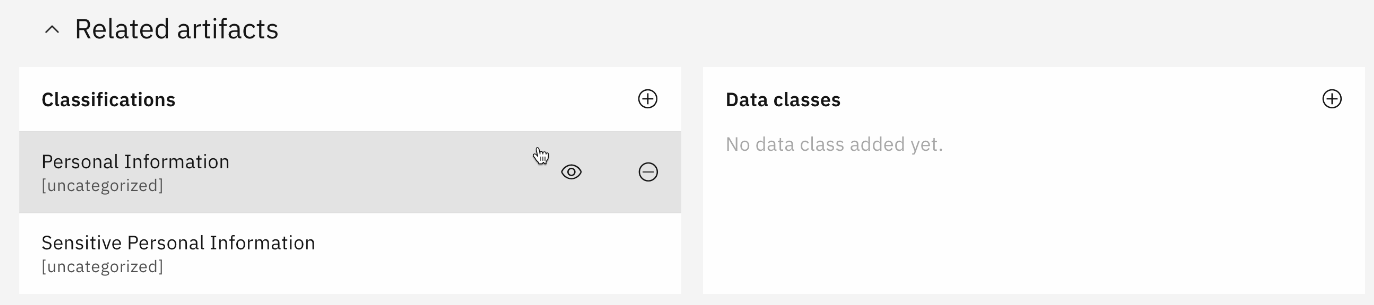 Related artifacts
Classifications
Personal Information
[uncategorized]
Sensitive Personal Information
[uncategorized]
Data classes
No data class added yet.